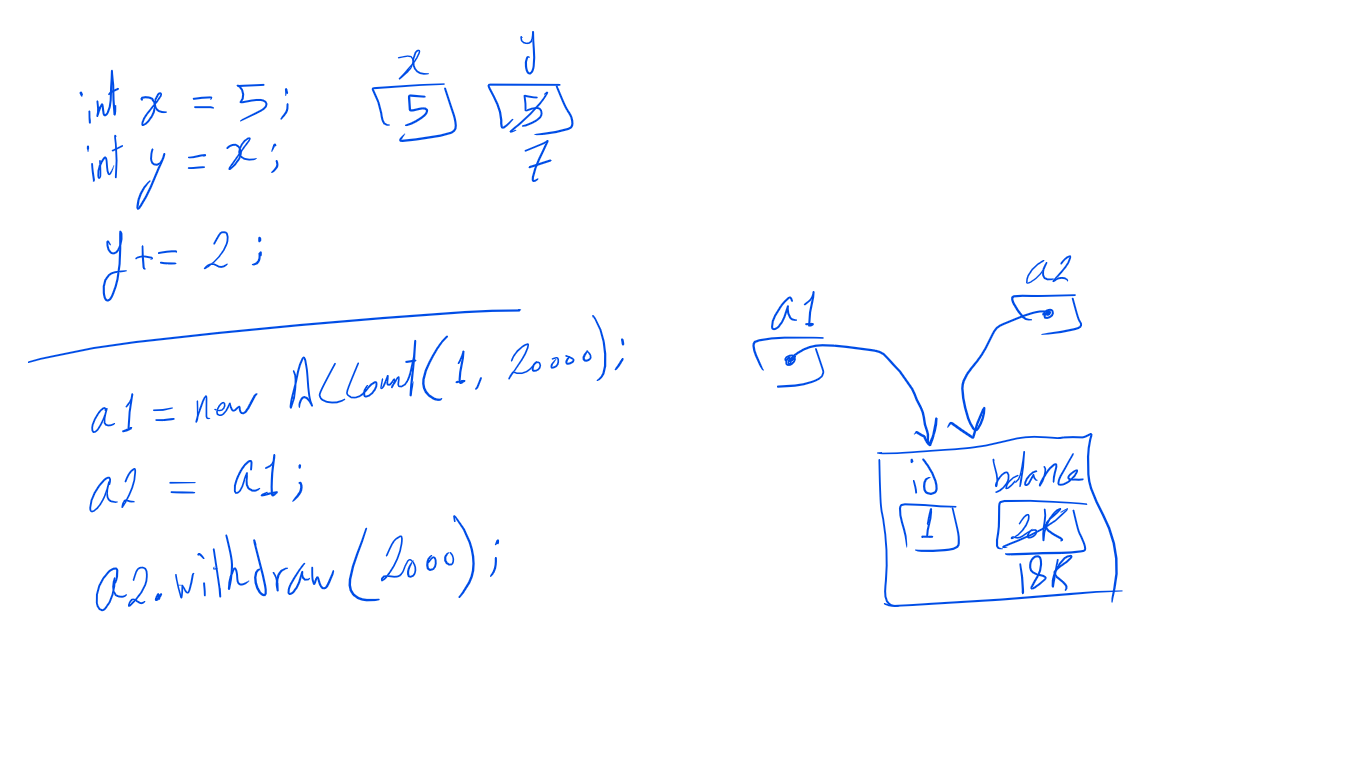 int x = 5;
int y = x;
y += 2;
x y
5 5
7
a1 = new Account(1, 20000);
a2 = a1;
a2.withdraw(2000);
a1 a2
id balance
1 20K
18K